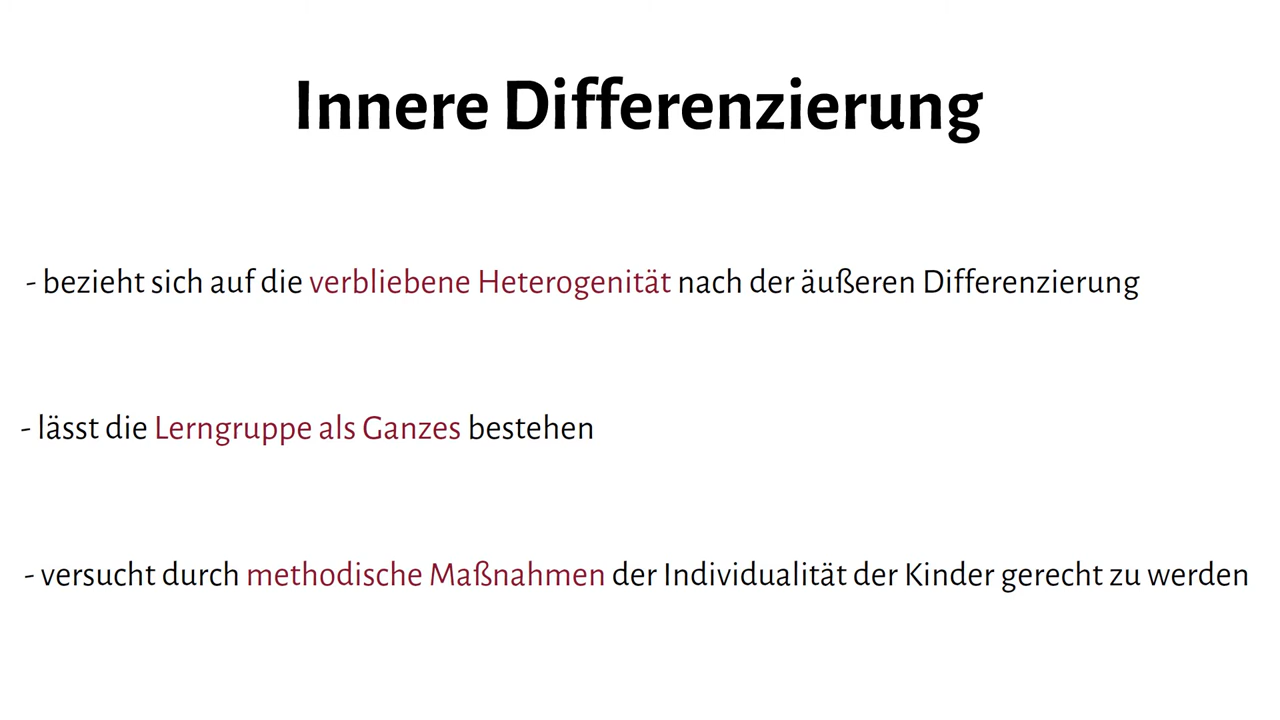 Innere Differenzierung
- bezieht sich auf die verbliebene Heterogenität nach der äußeren Differenzierung
- lässt die Lerngruppe als Ganzes bestehen
- versucht durch methodische Maßnahmen der Individualität der Kinder gerecht zu werden